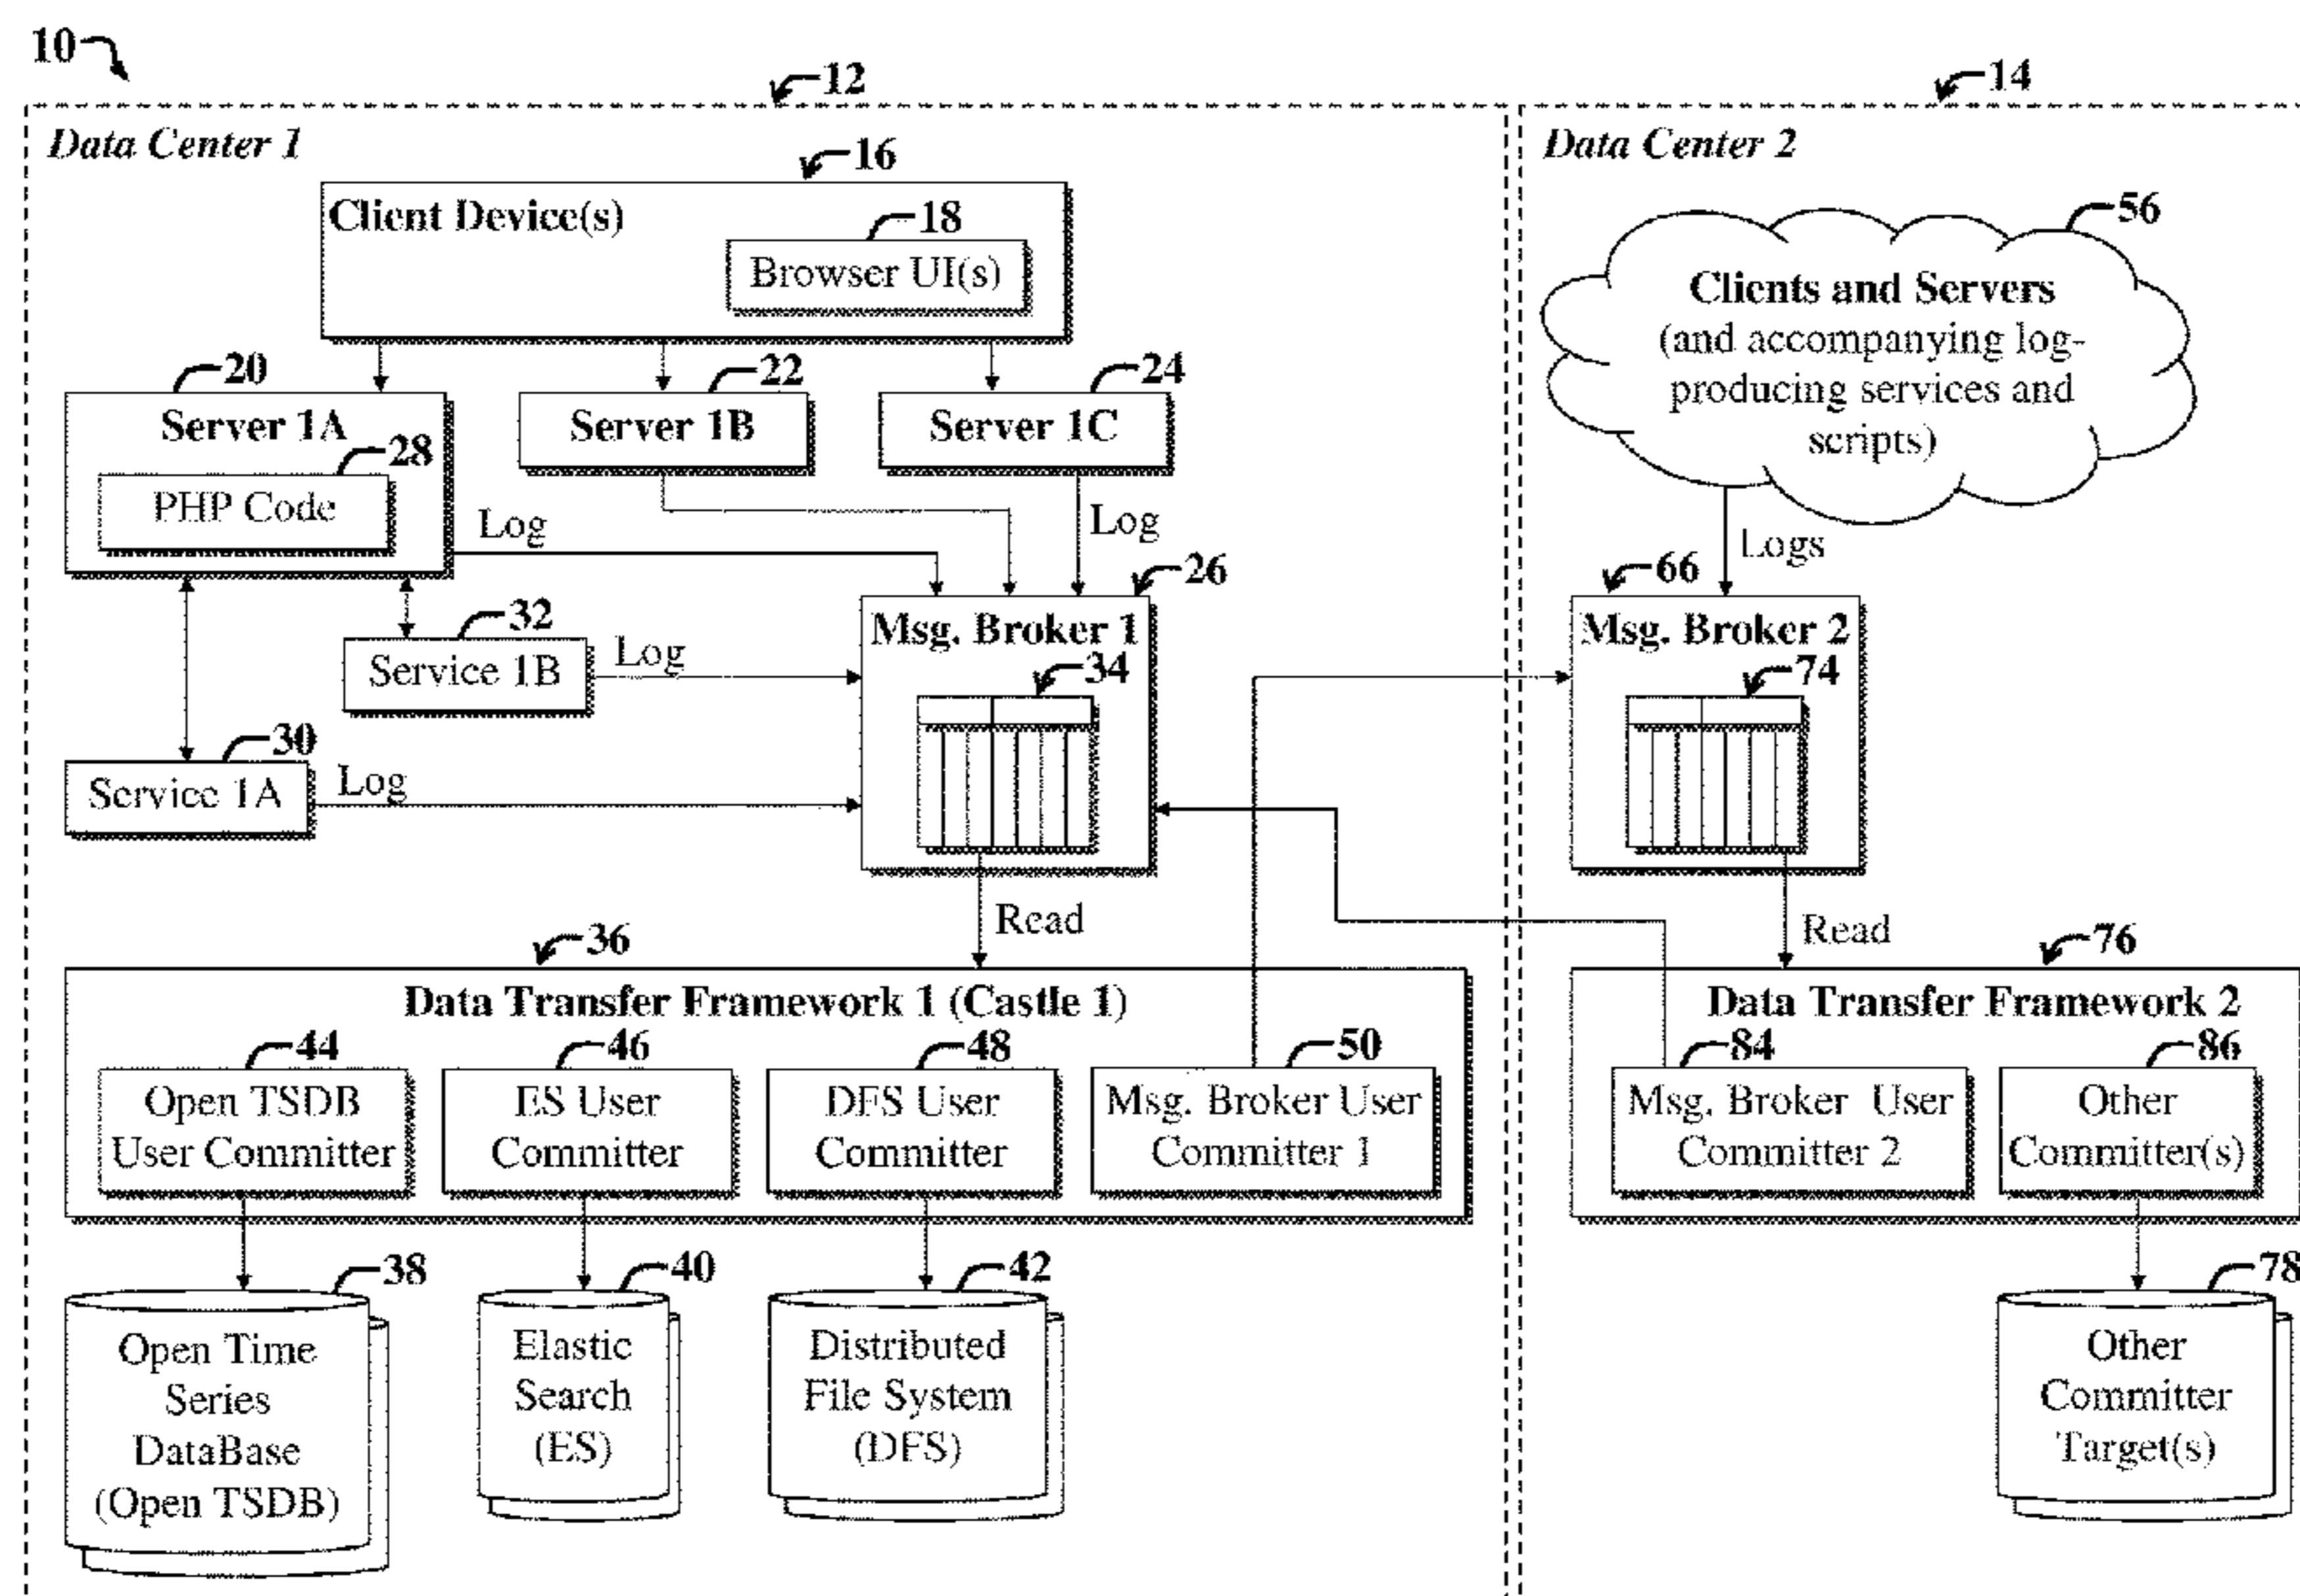 10
12
14
Data Center 1
Data Center 2
16
Client Device(s)
18
Browser UI(s)
56
Clients and Servers
(and accompanying log-
producing services and
scripts)
20
Server 1A
28
PHP Code
22
Server 1B
24
Server 1C
Log
Log
Logs
26
Msg. Broker 1
34
66
Msg. Broker 2
74
32
Service 1B
Log
30
Service 1A
Log
Read
Read
36
Data Transfer Framework 1 (Castle 1)
44
Open TSDB
User Committer
46
ES User
Committer
48
DFS User
Committer
50
Msg. Broker User
Committer 1
76
Data Transfer Framework 2
84
Msg. Broker User
Committer 2
86
Other
Committer(s)
38
Open Time
Series
DataBase
(Open TSDB)
40
Elastic
Search
(ES)
42
Distributed
File System
(DFS)
78
Other
Committer
Target(s)